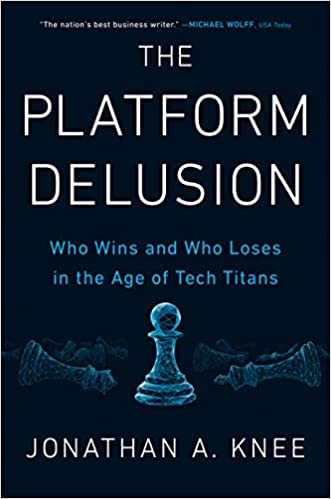 "The nation's best business writer." —MICHAEL WOLFF, USA Today
THE
PLATFORM
DELUSION
Who Wins and Who Loses
in the Age of Tech Titans
JONATHAN A. KNEE